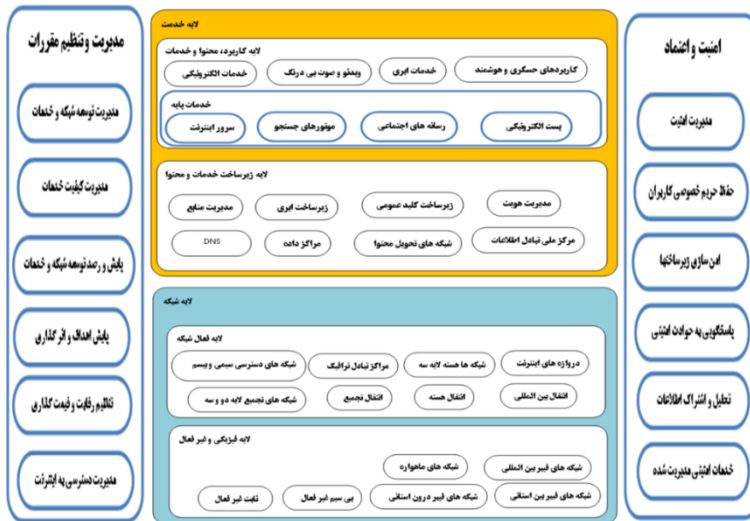 امنیت و اعتماد
مدیریت امنیت
حفظ حریم خصوصی کاربران
امن سازی زیرساختها
پاسخگویی به حوادث امنیتی
تحلیل و اشتراک اطلاعات
خدمات امنیتی مدیریت شده
لایه خدمت
لایه کاربرد، محتوا و خدمات
کاربردهای حسگری و هوشمند
خدمات ابری
ویدئو و صوت بی درنگ
خدمات الکترونیکی
خدمات پایه
پست الکترونیکی
رسانه های اجتماعی
موتورهای جستجو
سرور اینترنت
لایه زیرساخت خدمات و محتوا
مدیریت هویت
زیرساخت کلید عمومی
زیرساخت ابری
مدیریت منابع
مرکز ملی تبادل اطلاعات
شبکه های تحویل محتوا
مراکز داده
DNS
لایه شبکه
لایه فعال شبکه
دروازه های اینترنت
شبکه ها هسته لایه سه
مراکز تبادل ترافیک
شبکه های دسترسی سیمی و بیسم
انتقال بین المللی
انتقال هسته
انتقال تجمیع
شبکه های تجمیع لایه دو و سه
لایه فیزیکی و غیر فعال
شبکه های فیبر بین المللی
شبکه های ماهواره
شبکه های فیبر بین استانی
شبکه های فیبر درون استانی
بی سیم غیر فعال
ثابت غیر فعال
مدیریت و تنظیم مقررات
مدیریت توسعه شبکه و خدمات
مدیریت کیفیت خدمات
پایش و رصد توسعه شبکه و خدمات
پایش اهداف و اثر گذاری
تنظیم رقابت و قیمت گذاری
مدیریت دسترسی به اینترنت